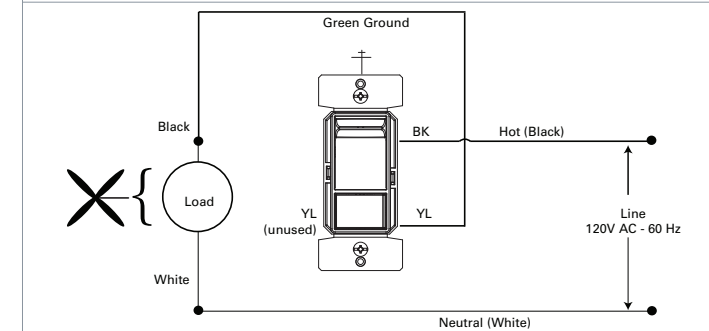 Green Ground
Black
BK
Hot (Black)
Load
YL
(unused)
YL
Line
120V AC - 60 Hz
White
Neutral (White)